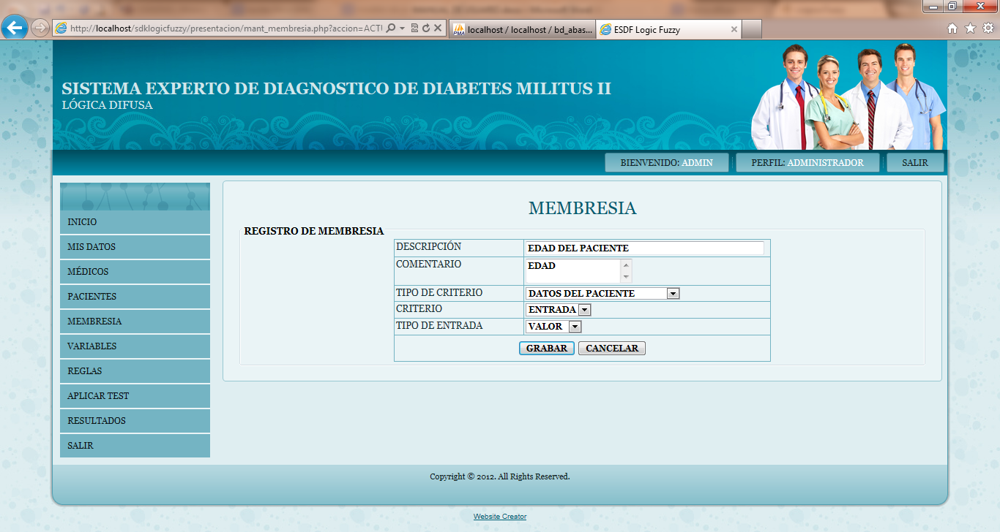 http://localhost/sdklogicfuzzy/presentacion/mant_membresia.php?accion=ACTU
localhost / localhost / bd_abas...
ESDF Logic Fuzzy
SISTEMA EXPERTO DE DIAGNOSTICO DE DIABETES MILITUS II
LÓGICA DIFUSA
BIENVENIDO: ADMIN
PERFIL: ADMINISTRADOR
SALIR
INICIO
MIS DATOS
MÉDICOS
PACIENTES
MEMBRESIA
VARIABLES
REGLAS
APLICAR TEST
RESULTADOS
SALIR
MEMBRESIA
REGISTRO DE MEMBRESIA
DESCRIPCIÓN EDAD DEL PACIENTE
COMENTARIO EDAD
TIPO DE CRITERIO DATOS DEL PACIENTE
CRITERIO ENTRADA
TIPO DE ENTRADA VALOR
GRABAR CANCELAR
Copyright © 2012. All Rights Reserved.
Website Creator